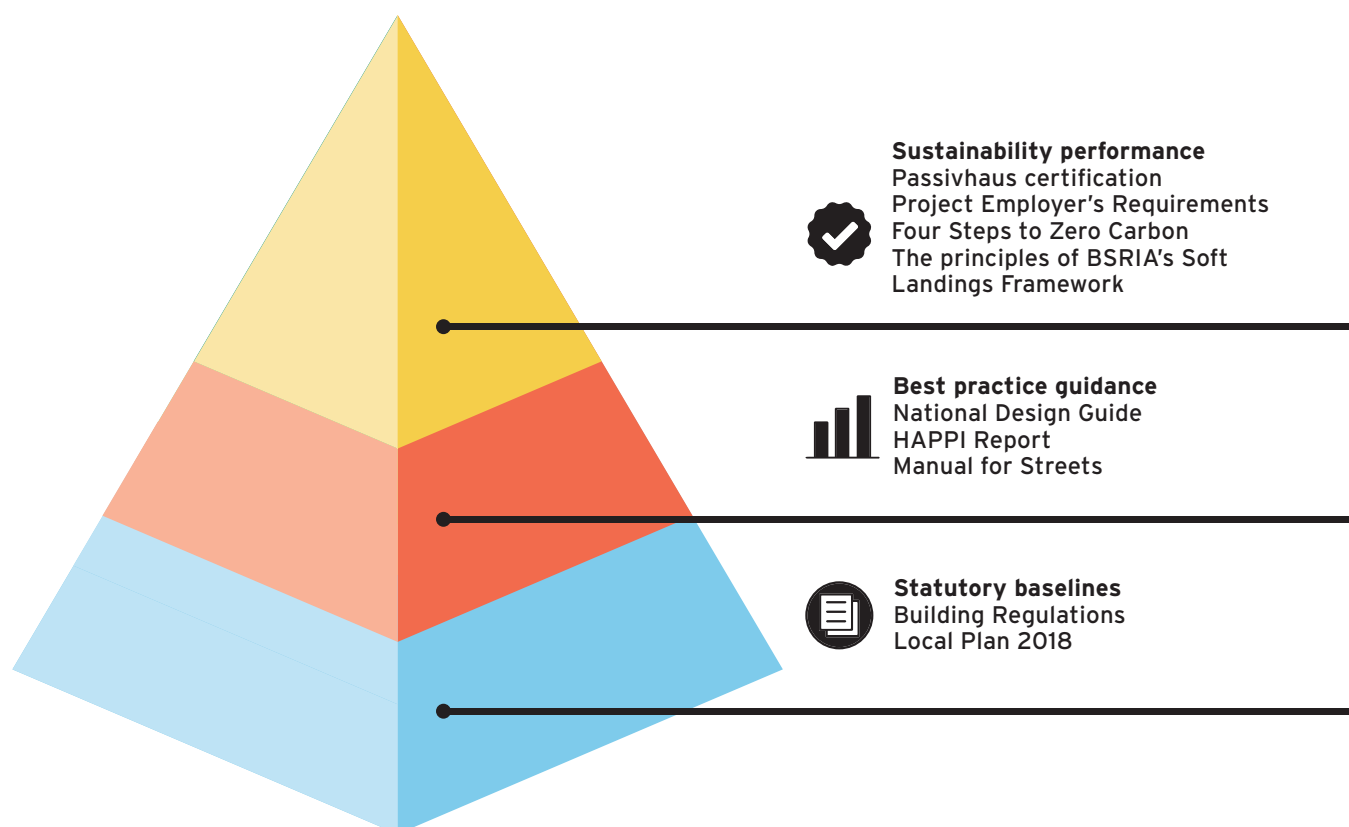 Sustainability performance
Passivhaus certification
Project Employer’s Requirements
Four Steps to Zero Carbon
The principles of BSRIA’s Soft
Landings Framework
Best practice guidance
National Design Guide
HAPPI Report
Manual for Streets
Statutory baselines
Building Regulations
Local Plan 2018